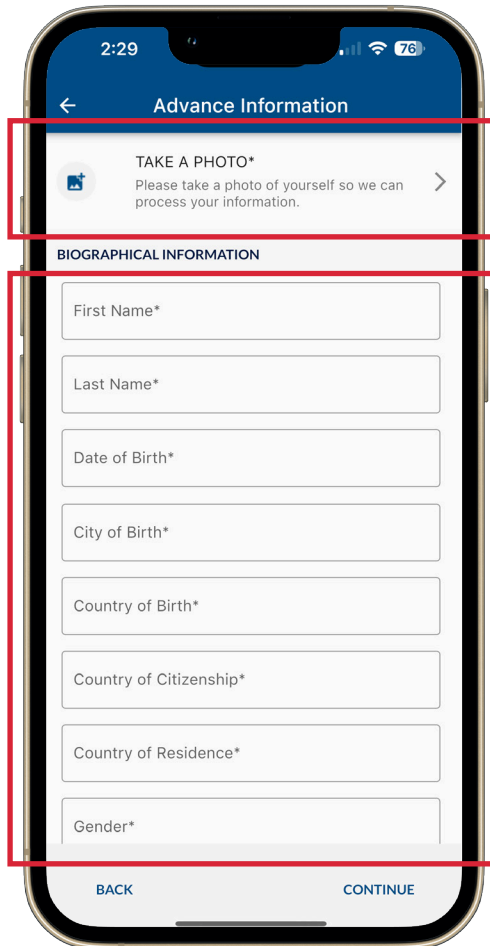 2:29
76
Advance Information
TAKE A PHOTO*
Please take a photo of yourself so we can
process your information.
BIOGRAPHICAL INFORMATION
First Name*
Last Name*
Date of Birth*
City of Birth*
Country of Birth*
Country of Citizenship*
Country of Residence*
Gender*
BACK
CONTINUE